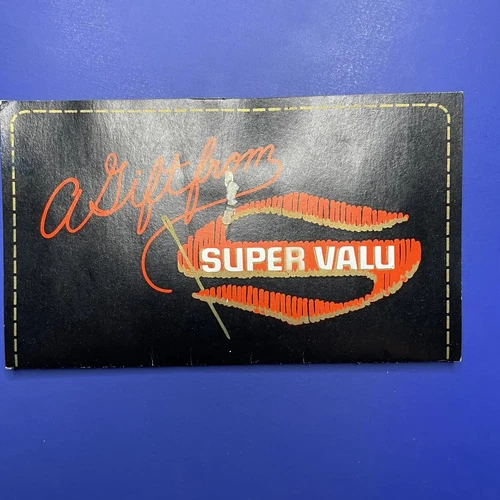 A Gift from
SUPER VALU